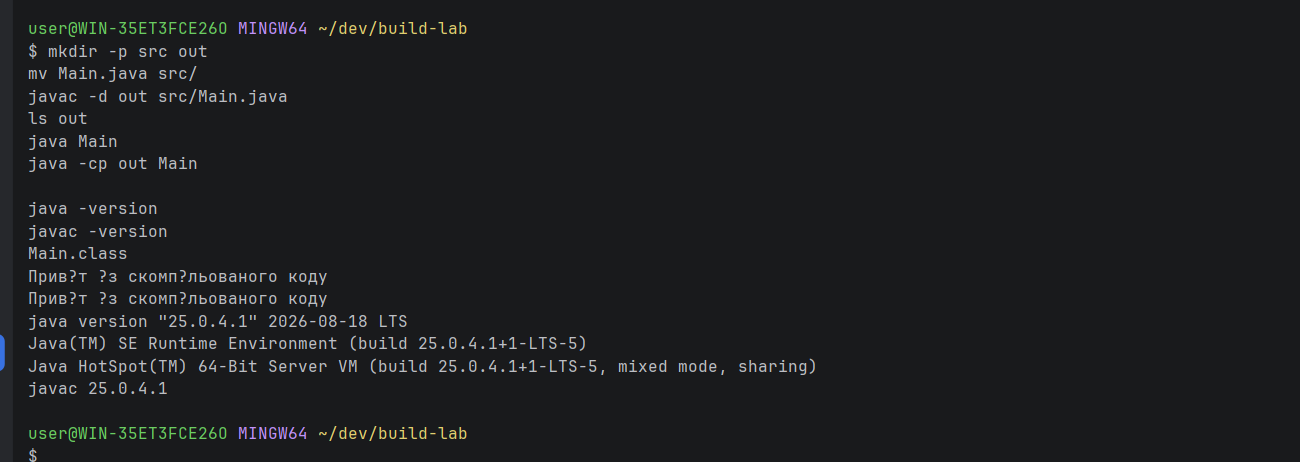 user@WIN-35ET3FCE26O MINGW64 ~/dev/build-lab
$ mkdir -p src out
mv Main.java src/
javac -d out src/Main.java
ls out
java Main
java -cp out Main
java -version
javac -version
Main.class
Прив?т ?з скомп?льованого коду
Прив?т ?з скомп?льованого коду
java version "25.0.4.1" 2026-08-18 LTS
Java(TM) SE Runtime Environment (build 25.0.4.1+1-LTS-5)
Java HotSpot(TM) 64-Bit Server VM (build 25.0.4.1+1-LTS-5, mixed mode, sharing)
javac 25.0.4.1
user@WIN-35ET3FCE26O MINGW64 ~/dev/build-lab
$